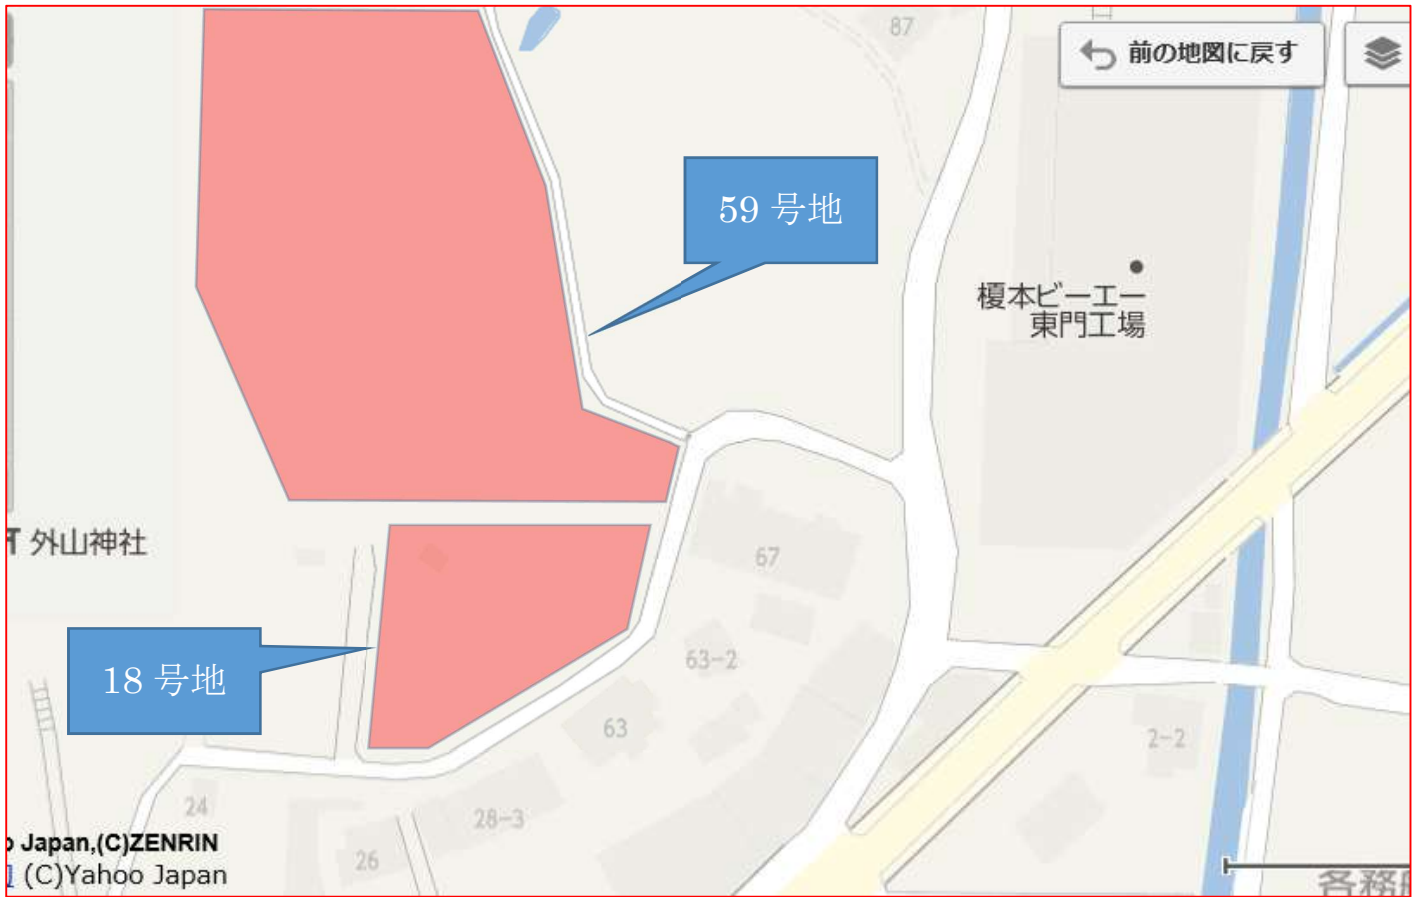 87
前の地図に戻す
59 号地
榎本ビーエー
東門工場
外山神社
67
18 号地
63-2
63
2-2
24
28-3
26
Japan,(C)ZENRIN
(C)Yahoo Japan
各務